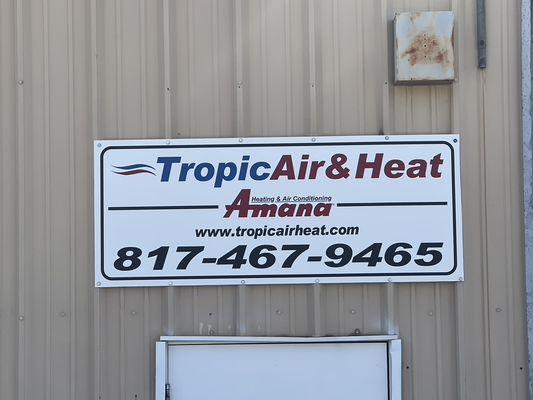 TropicAir&Heat
Heating & Air Conditioning
Amana
www.tropicairheat.com
817-467-9465